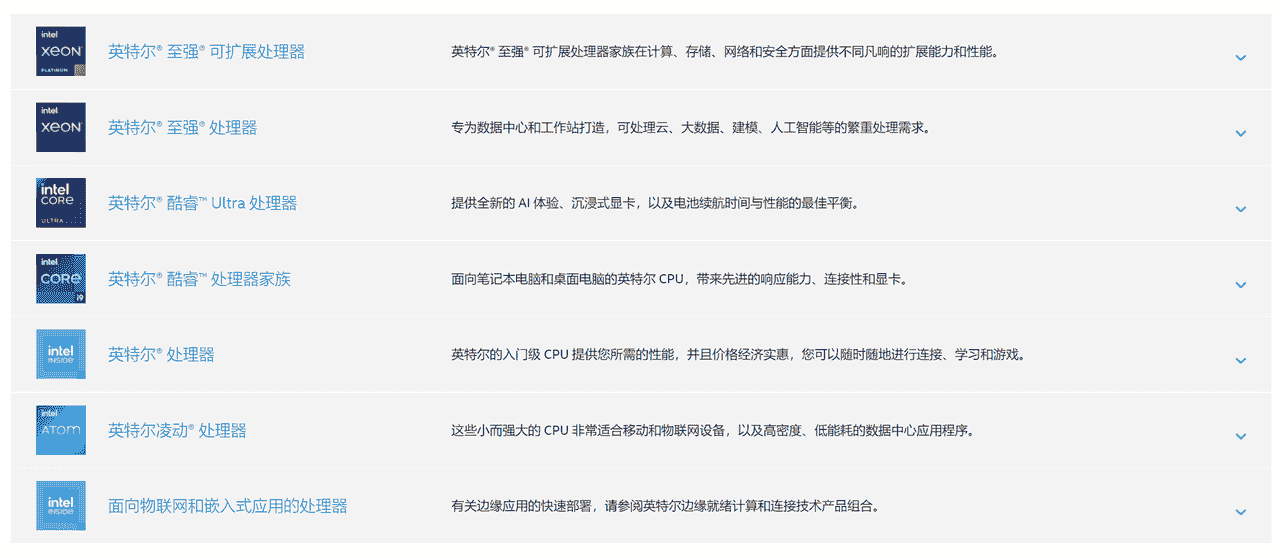 intel
XEON
PLATINUM
英特尔® 至强® 可扩展处理器
英特尔® 至强® 可扩展处理器家族在计算、存储、网络和安全方面提供不同凡响的扩展能力和性能。
intel
XEON
英特尔® 至强® 处理器
专为数据中心和工作站打造，可处理云、大数据、建模、人工智能等的繁重处理需求。
intel
CORE
ULTRA
英特尔® 酷睿™ Ultra 处理器
提供全新的 AI 体验、沉浸式显卡，以及电池续航时间与性能的最佳平衡。
intel
CORE
i9
英特尔® 酷睿™ 处理器家族
面向笔记本电脑和桌面电脑的英特尔 CPU，带来先进的响应能力、连接性和显卡。
intel
INSIDE
英特尔® 处理器
英特尔的入门级 CPU 提供您所需的性能，并且价格经济实惠，您可以随时随地进行连接、学习和游戏。
intel
ATOM
英特尔凌动® 处理器
这些小而强大的 CPU 非常适合移动和物联网设备，以及高密度、低能耗的数据中心应用程序。
intel
INSIDE
面向物联网和嵌入式应用的处理器
有关边缘应用的快速部署，请参阅英特尔边缘就绪计算和连接技术产品组合。